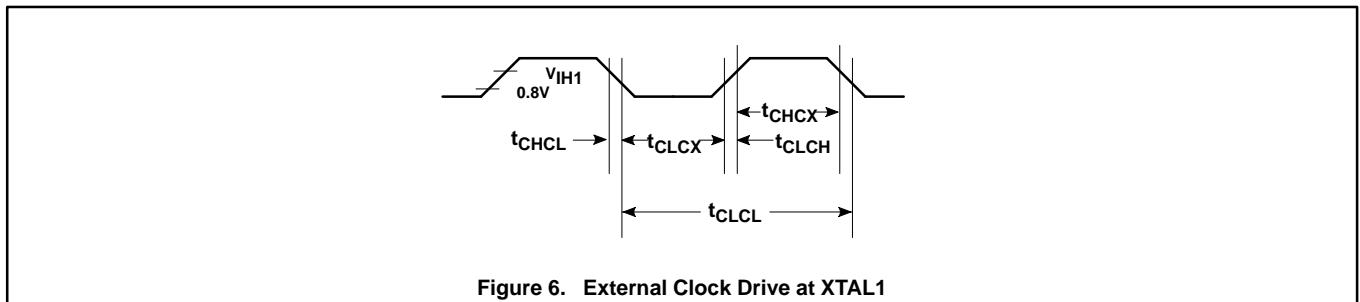 VIH1
0.8V
tCHCX
tCHCL
tCLCX
tCLCH
tCLCL
Figure 6. External Clock Drive at XTAL1